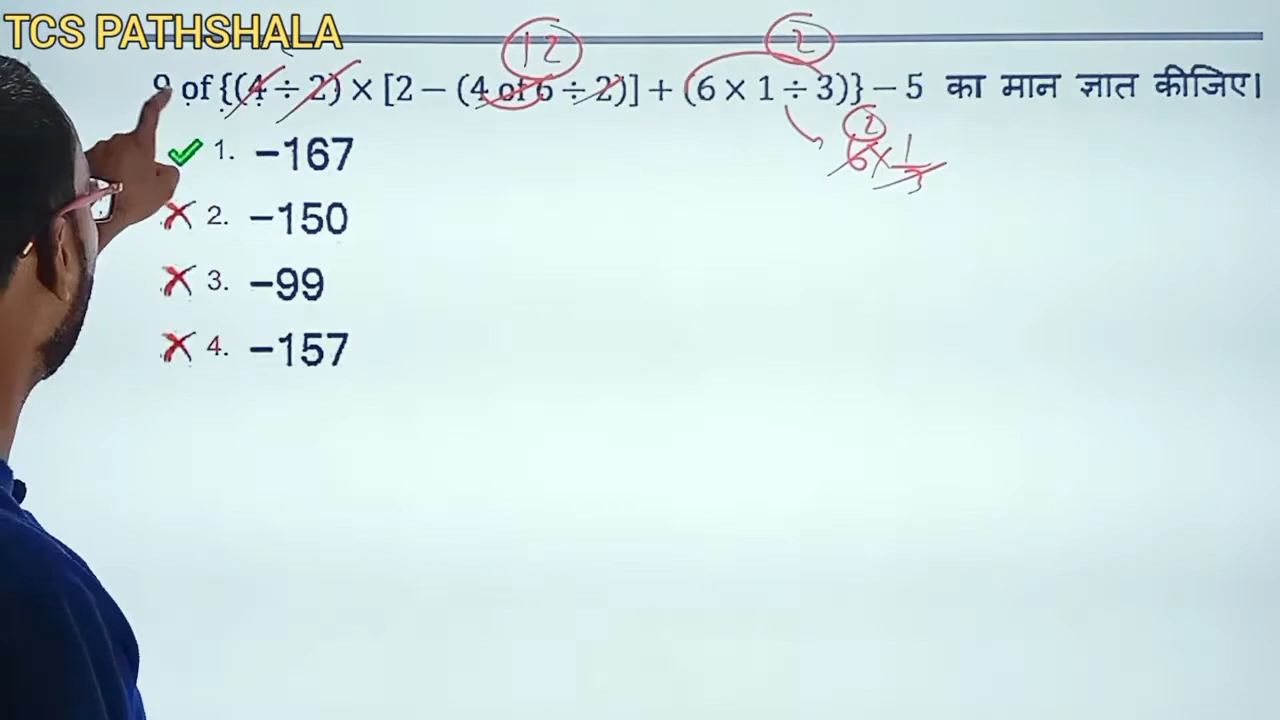 TCS PATHSHALA
12
2
9 of {(4 ÷ 2) × [2 − (4 of 6 ÷ 2)] + (6 × 1 ÷ 3)} − 5 का मान ज्ञात कीजिए।
2
6 × 1/3
1. −167
2. −150
3. −99
4. −157